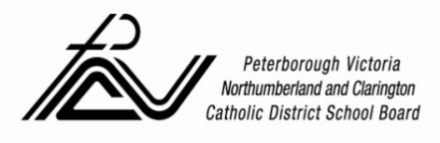 Peterborough Victoria
Northumberland and Clarington
Catholic District School Board